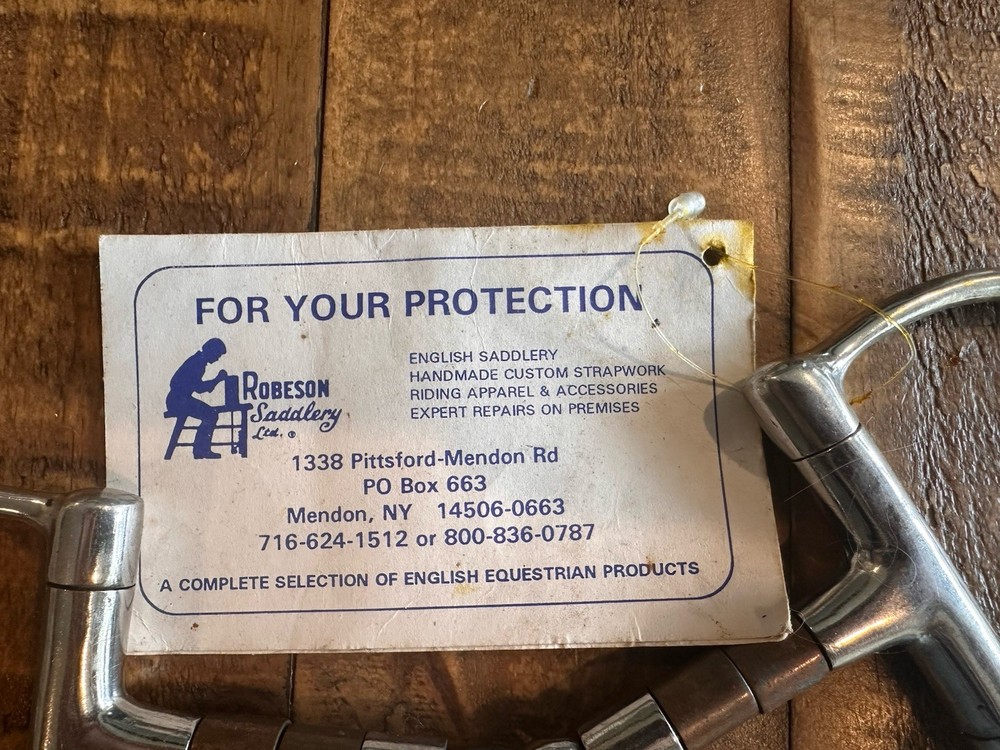 FOR YOUR PROTECTION
ROBESON
Saddlery
Ltd. ®
ENGLISH SADDLERY
HANDMADE CUSTOM STRAPWORK
RIDING APPAREL & ACCESSORIES
EXPERT REPAIRS ON PREMISES
1338 Pittsford-Mendon Rd
PO Box 663
Mendon, NY 14506-0663
716-624-1512 or 800-836-0787
A COMPLETE SELECTION OF ENGLISH EQUESTRIAN PRODUCTS